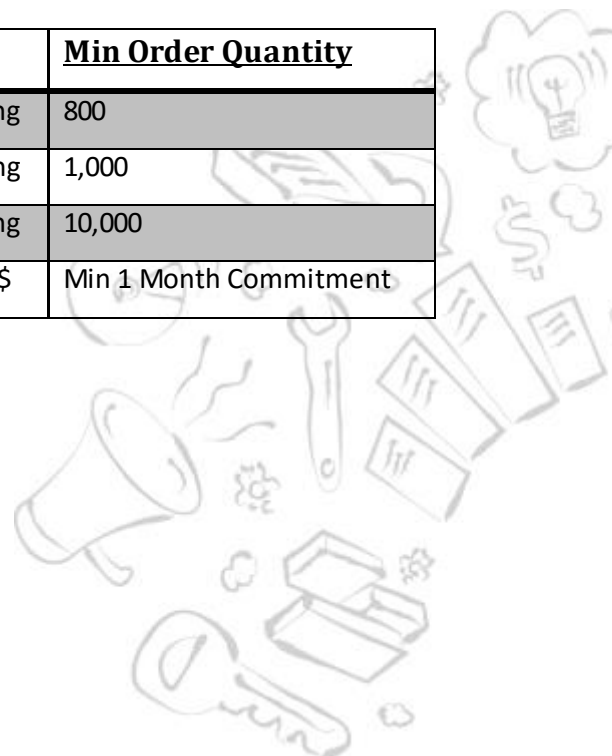 Min Order Quantity
ng 800
ng 1,000
ng 10,000
$ Min 1 Month Commitment